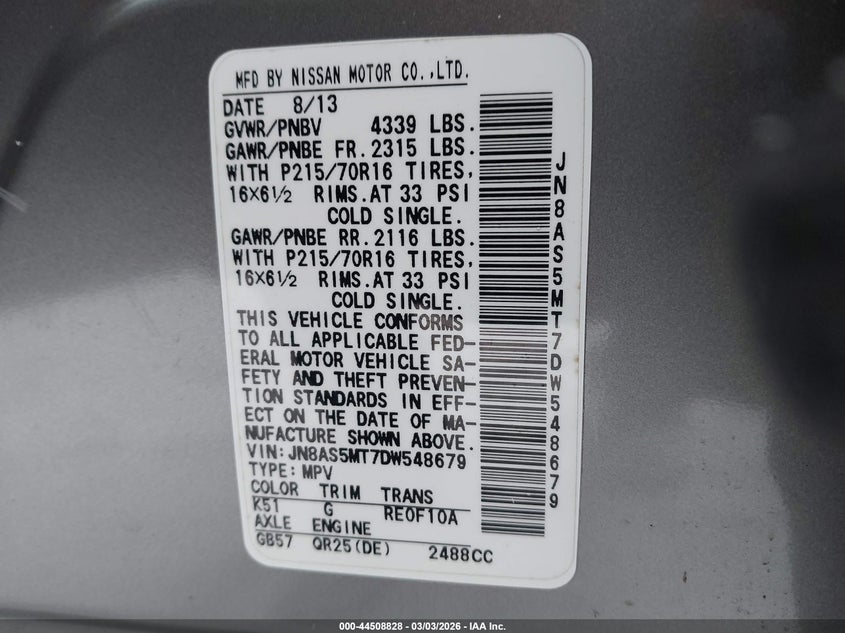 MFD BY NISSAN MOTOR CO.,LTD.
DATE 8/13
GVWR/PNBV 4339 LBS.
GAWR/PNBE FR. 2315 LBS.
WITH P215/70R16 TIRES,
16X6½ RIMS.AT 33 PSI
COLD SINGLE.
GAWR/PNBE RR. 2116 LBS.
WITH P215/70R16 TIRES,
16X6½ RIMS.AT 33 PSI
COLD SINGLE.
THIS VEHICLE CONFORMS
TO ALL APPLICABLE FED-
ERAL MOTOR VEHICLE SA-
FETY AND THEFT PREVEN-
TION STANDARDS IN EFF-
ECT ON THE DATE OF MA-
NUFACTURE SHOWN ABOVE.
VIN:JN8AS5MT7DW548679
TYPE:MPV
COLOR TRIM TRANS
K51 G RE0F10A
AXLE ENGINE
GB57 QR25(DE) 2488CC
JN8AS5MT7DW548679
000-44508828 - 03/03/2026 - IAA Inc.